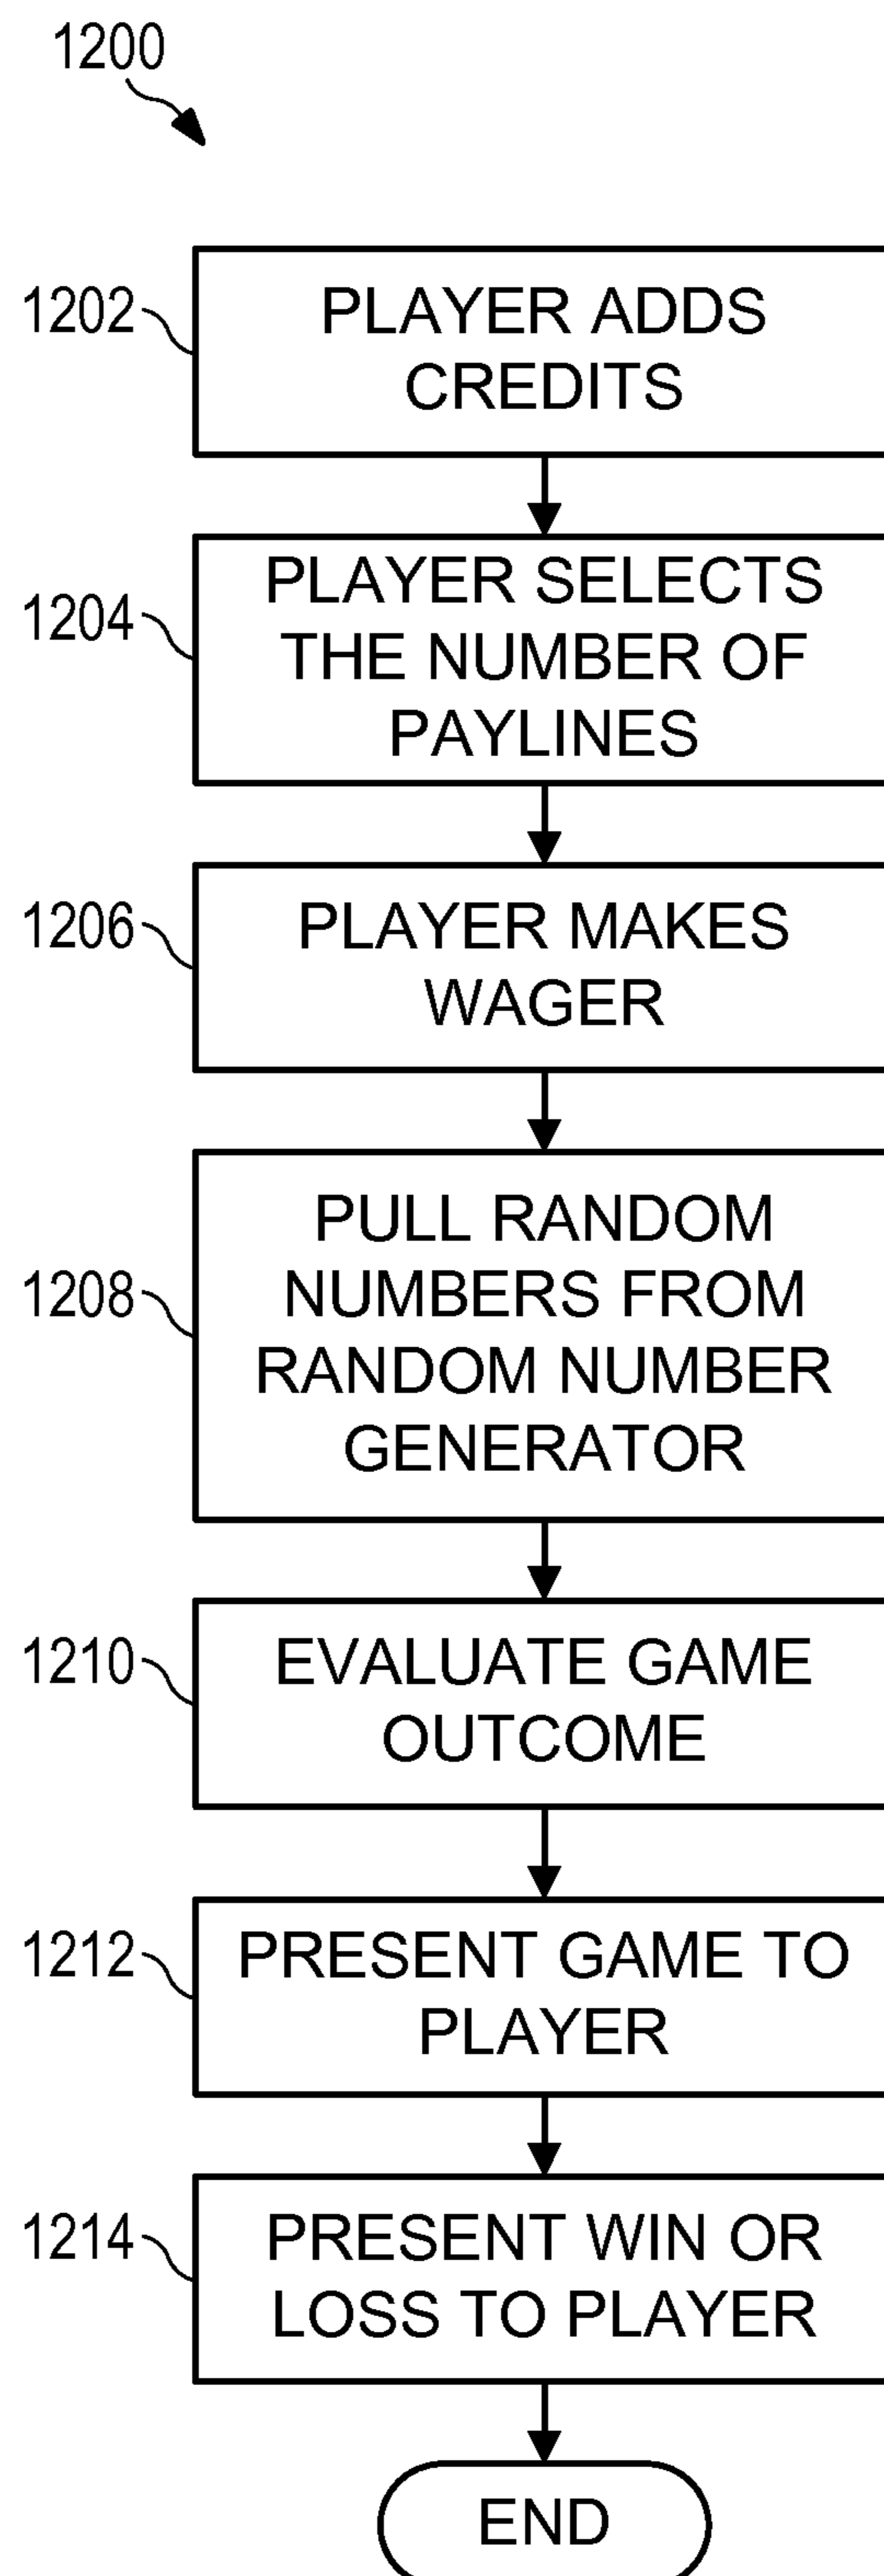 1200
1202
PLAYER ADDS
CREDITS
1204
PLAYER SELECTS
THE NUMBER OF
PAYLINES
1206
PLAYER MAKES
WAGER
1208
PULL RANDOM
NUMBERS FROM
RANDOM NUMBER
GENERATOR
1210
EVALUATE GAME
OUTCOME
1212
PRESENT GAME TO
PLAYER
1214
PRESENT WIN OR
LOSS TO PLAYER
END